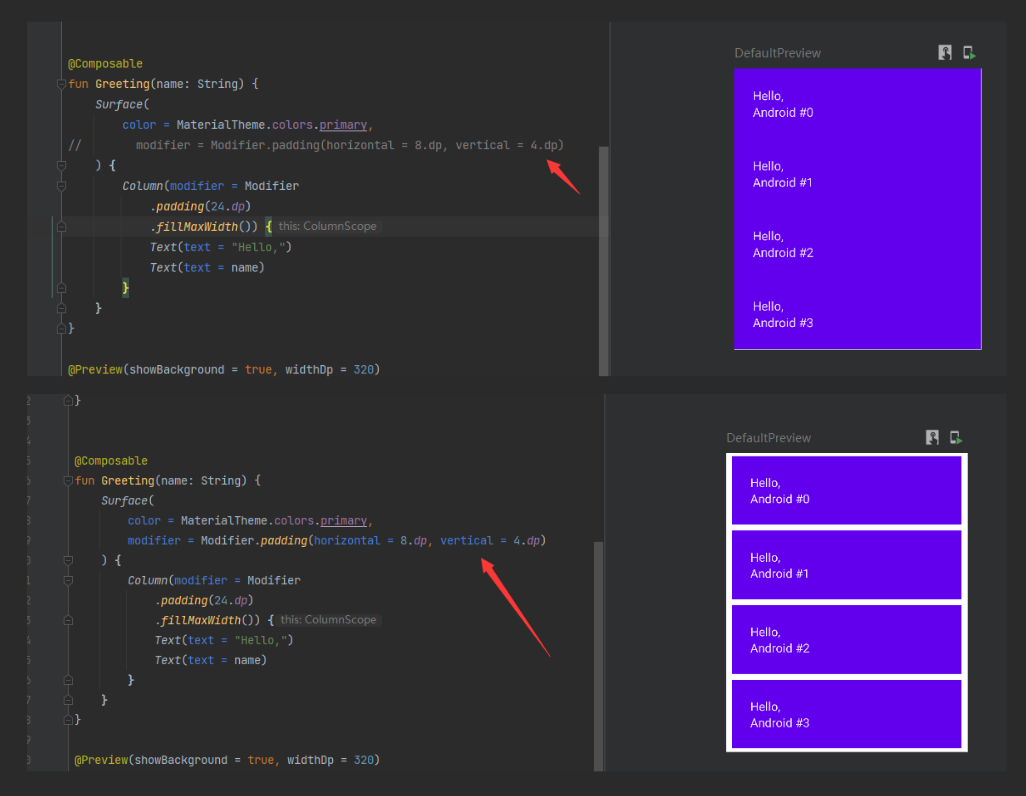 @Composable
fun Greeting(name: String) {
Surface(
color = MaterialTheme.colors.primary,
// modifier = Modifier.padding(horizontal = 8.dp, vertical = 4.dp)
) {
Column(modifier = Modifier
.padding(24.dp)
.fillMaxWidth()) { this: ColumnScope
Text(text = "Hello,")
Text(text = name)
}
}
}
@Preview(showBackground = true, widthDp = 320)
DefaultPreview
Hello,
Android #0
Hello,
Android #1
Hello,
Android #2
Hello,
Android #3
}
@Composable
fun Greeting(name: String) {
Surface(
color = MaterialTheme.colors.primary,
modifier = Modifier.padding(horizontal = 8.dp, vertical = 4.dp)
) {
Column(modifier = Modifier
.padding(24.dp)
.fillMaxWidth()) { this: ColumnScope
Text(text = "Hello,")
Text(text = name)
}
}
}
@Preview(showBackground = true, widthDp = 320)
DefaultPreview
Hello,
Android #0
Hello,
Android #1
Hello,
Android #2
Hello,
Android #3